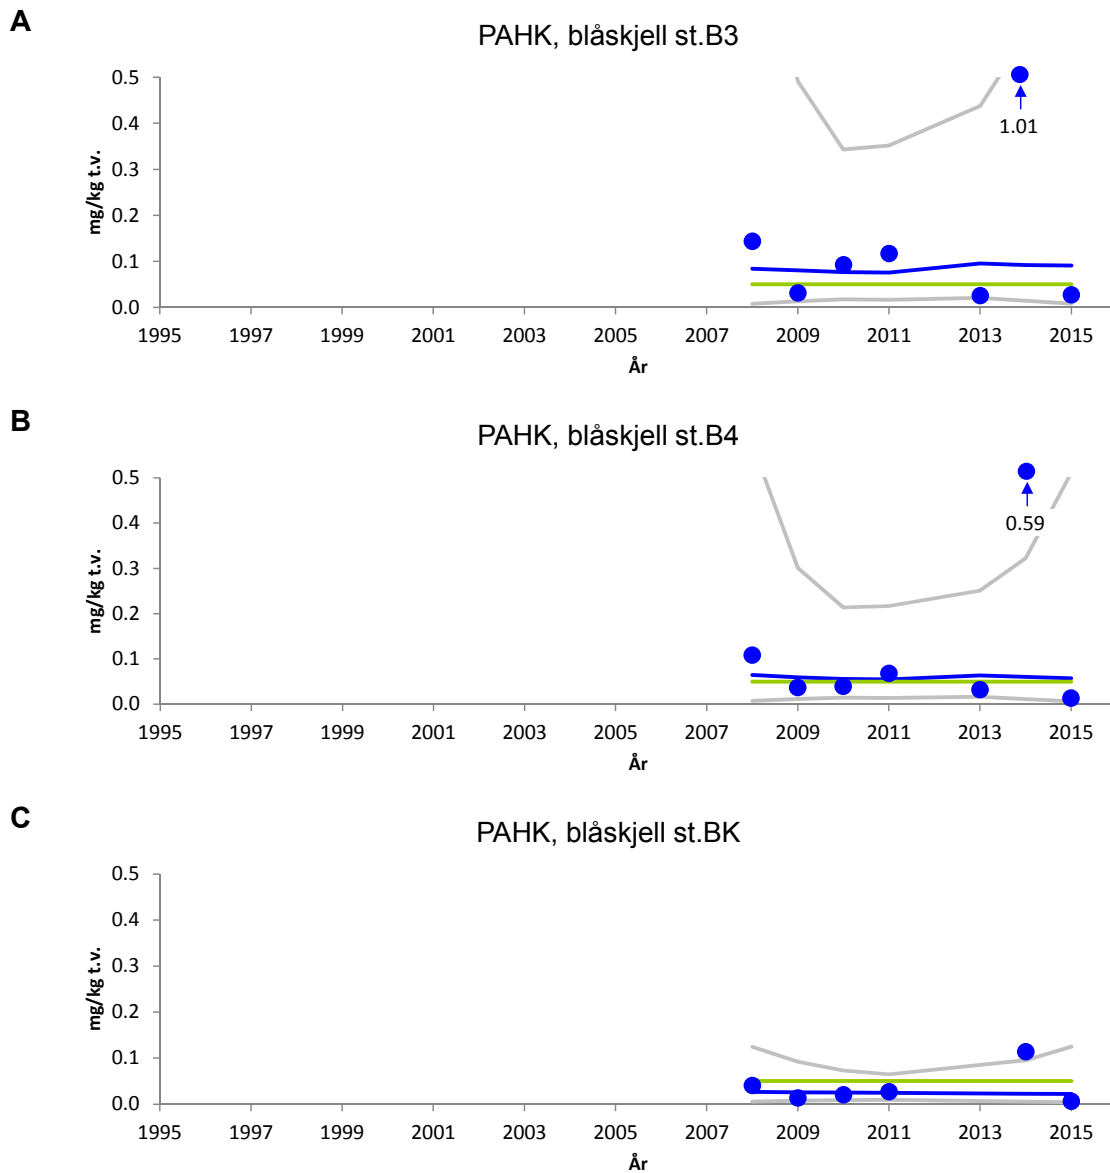 A
PAHK, blåskjell st.B3
mg/kg t.v.
0.5
0.4
0.3
0.2
0.1
0.0
1.01
1995 1997 1999 2001 2003 2005 2007 2009 2011 2013 2015
År
B
PAHK, blåskjell st.B4
mg/kg t.v.
0.5
0.4
0.3
0.2
0.1
0.0
0.59
1995 1997 1999 2001 2003 2005 2007 2009 2011 2013 2015
År
C
PAHK, blåskjell st.BK
mg/kg t.v.
0.5
0.4
0.3
0.2
0.1
0.0
1995 1997 1999 2001 2003 2005 2007 2009 2011 2013 2015
År